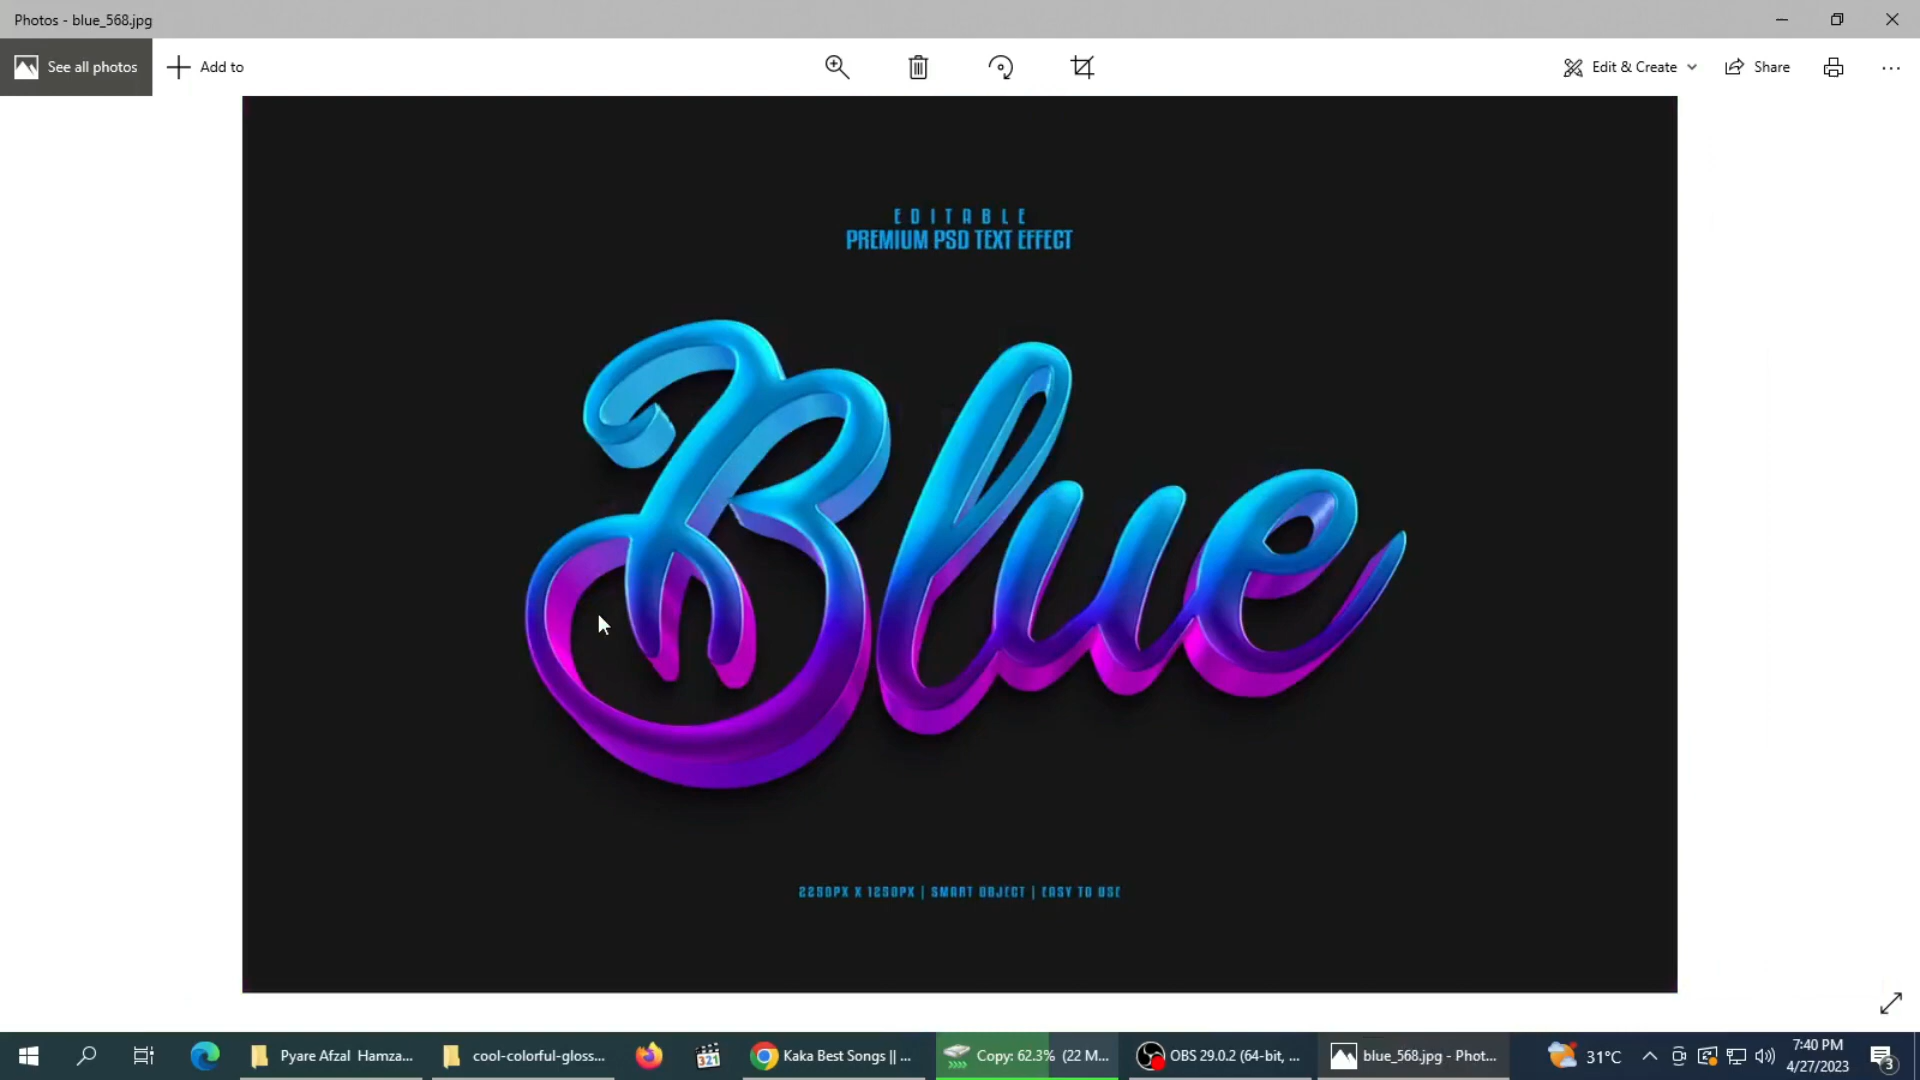 Photos - blue_568.jpg
See all photos
Add to
Edit & Create
Share
EDITABLE
PREMIUM PSD TEXT EFFECT
Blue
2250PX X 1250PX | SMART OBJECT | EASY TO USE
Pyare Afzal Hamza...
cool-colorful-gloss...
321
Kaka Best Songs || ...
Copy: 62.3% (22 M...
OBS 29.0.2 (64-bit, ...
blue_568.jpg - Phot...
31°C
7:40 PM
4/27/2023
3